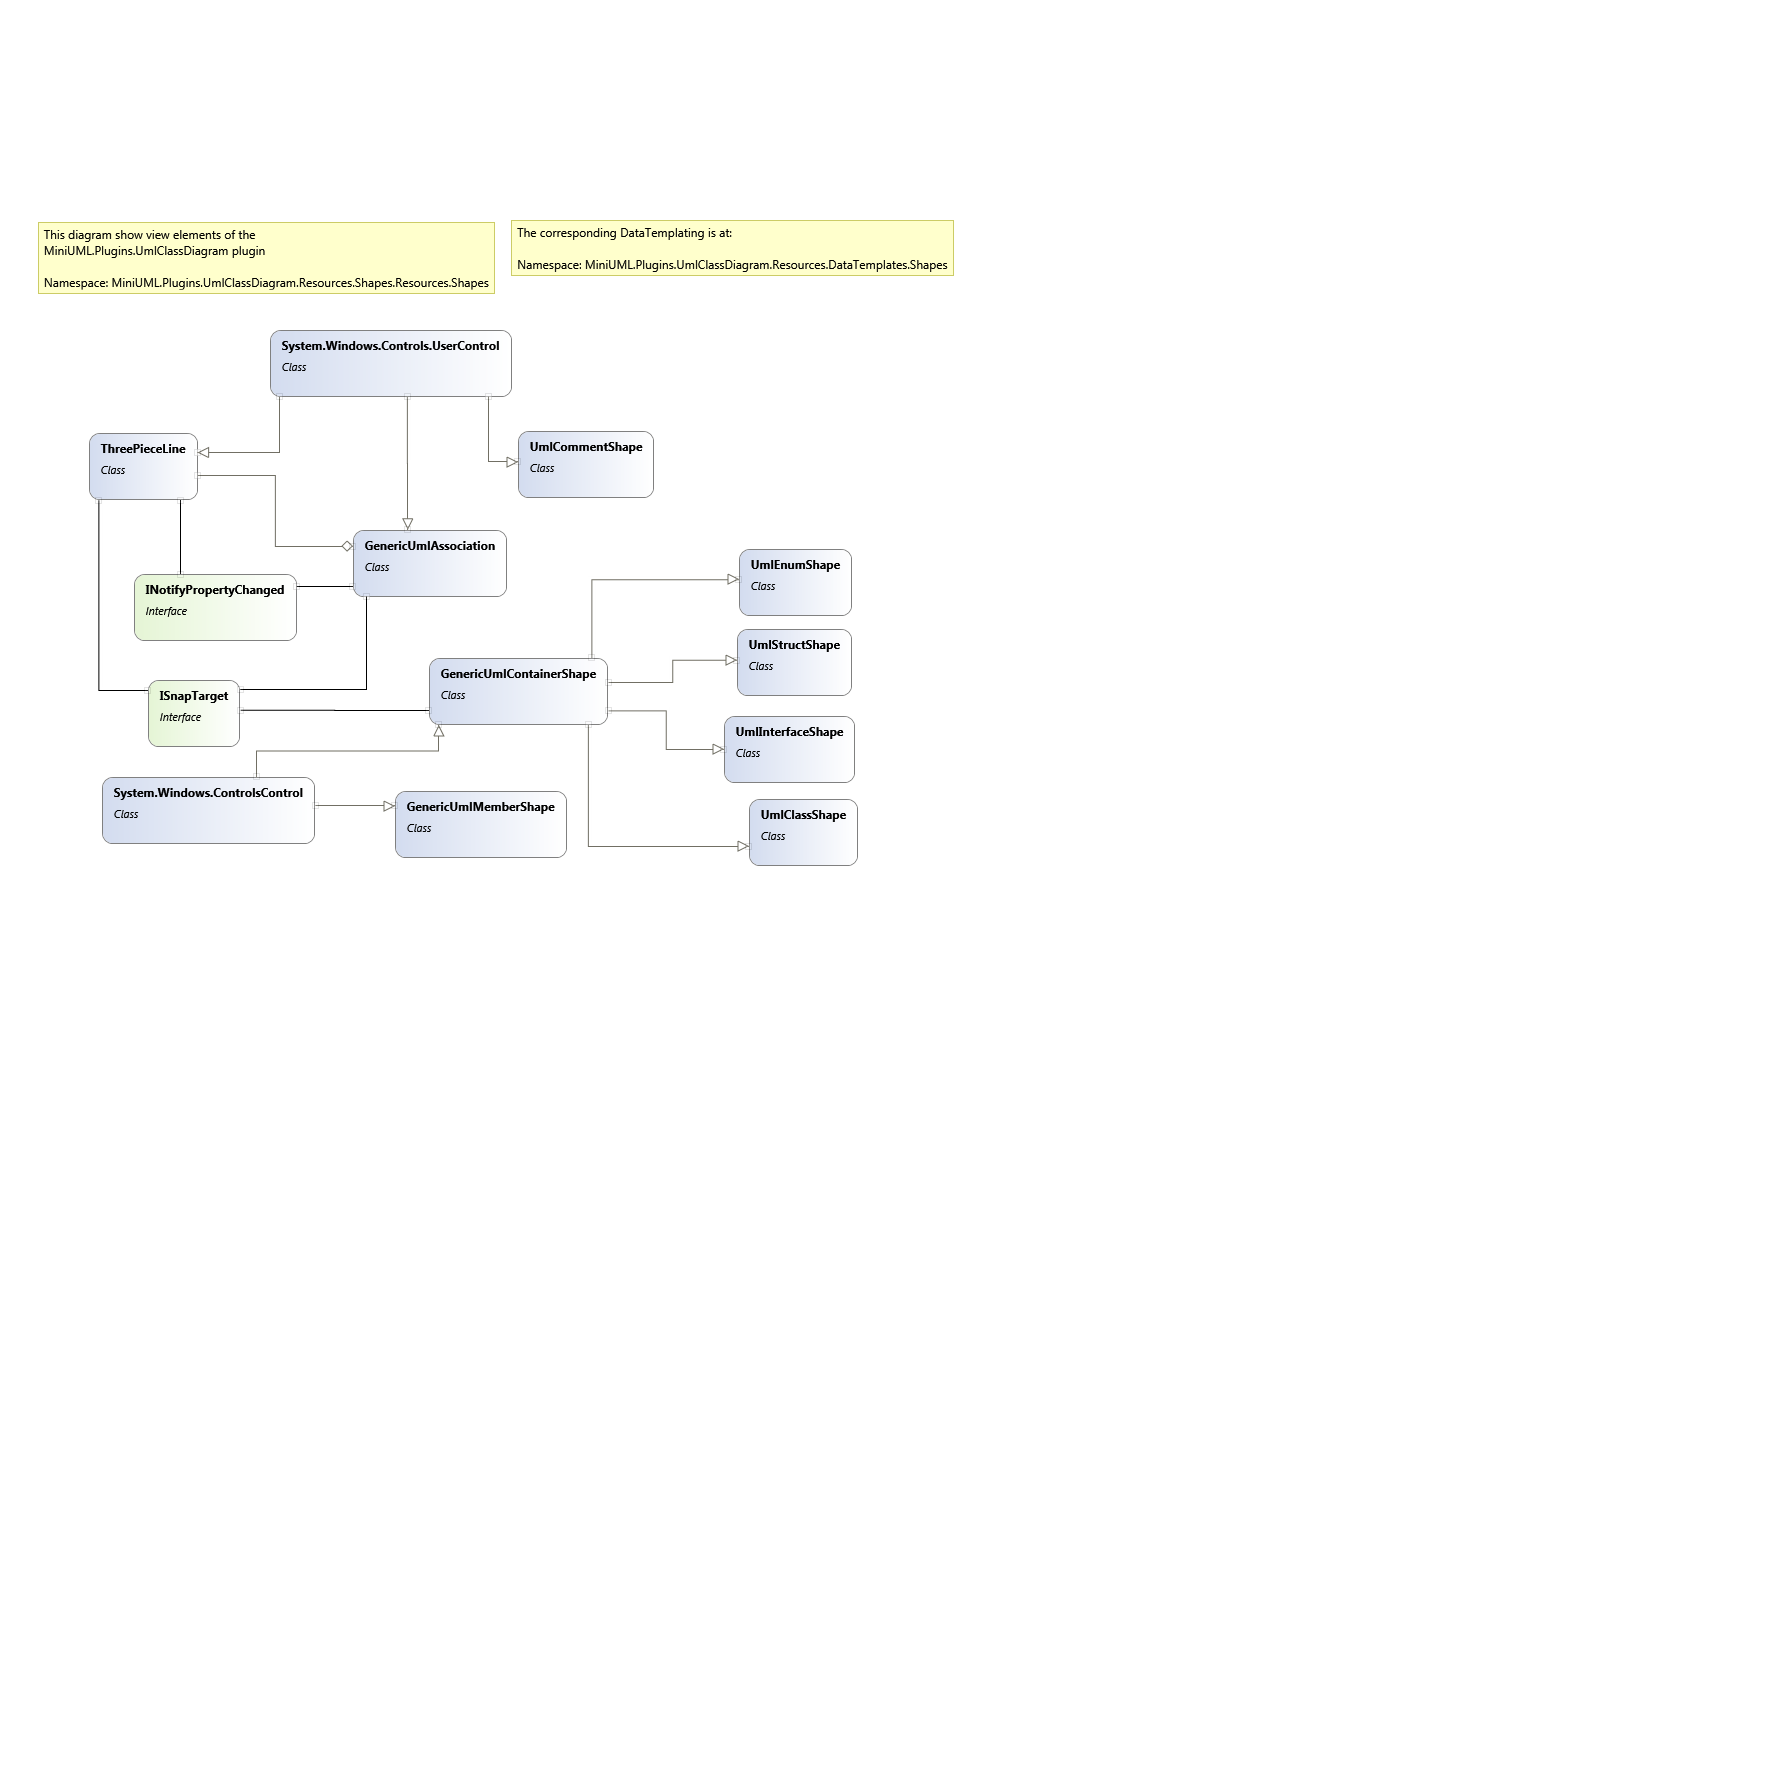 This diagram show view elements of the
MiniUML.Plugins.UmlClassDiagram plugin
Namespace: MiniUML.Plugins.UmlClassDiagram.Resources.Shapes.Resources.Shapes
The corresponding DataTemplating is at:
Namespace: MiniUML.Plugins.UmlClassDiagram.Resources.DataTemplates.Shapes
System.Windows.Controls.UserControl
Class
ThreePieceLine
Class
UmlCommentShape
Class
GenericUmlAssociation
Class
INotifyPropertyChanged
Interface
UmlEnumShape
Class
UmlStructShape
Class
GenericUmlContainerShape
Class
ISnapTarget
Interface
UmlInterfaceShape
Class
System.Windows.ControlsControl
Class
GenericUmlMemberShape
Class
UmlClassShape
Class